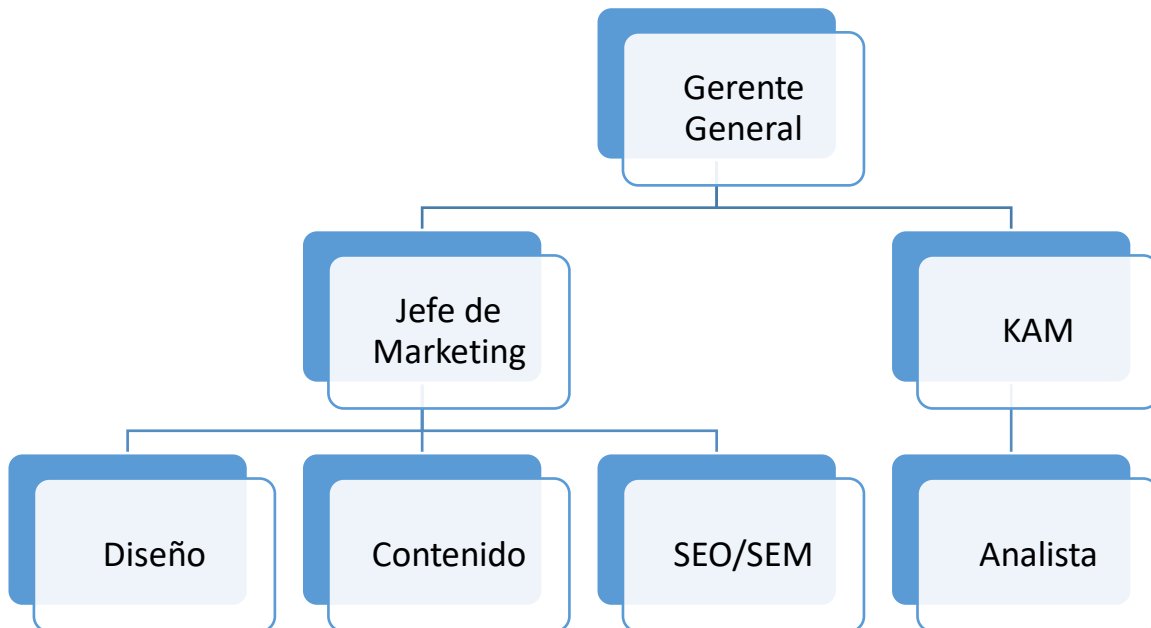 Gerente
General
Jefe de
Marketing
KAM
Diseño
Contenido
SEO/SEM
Analista